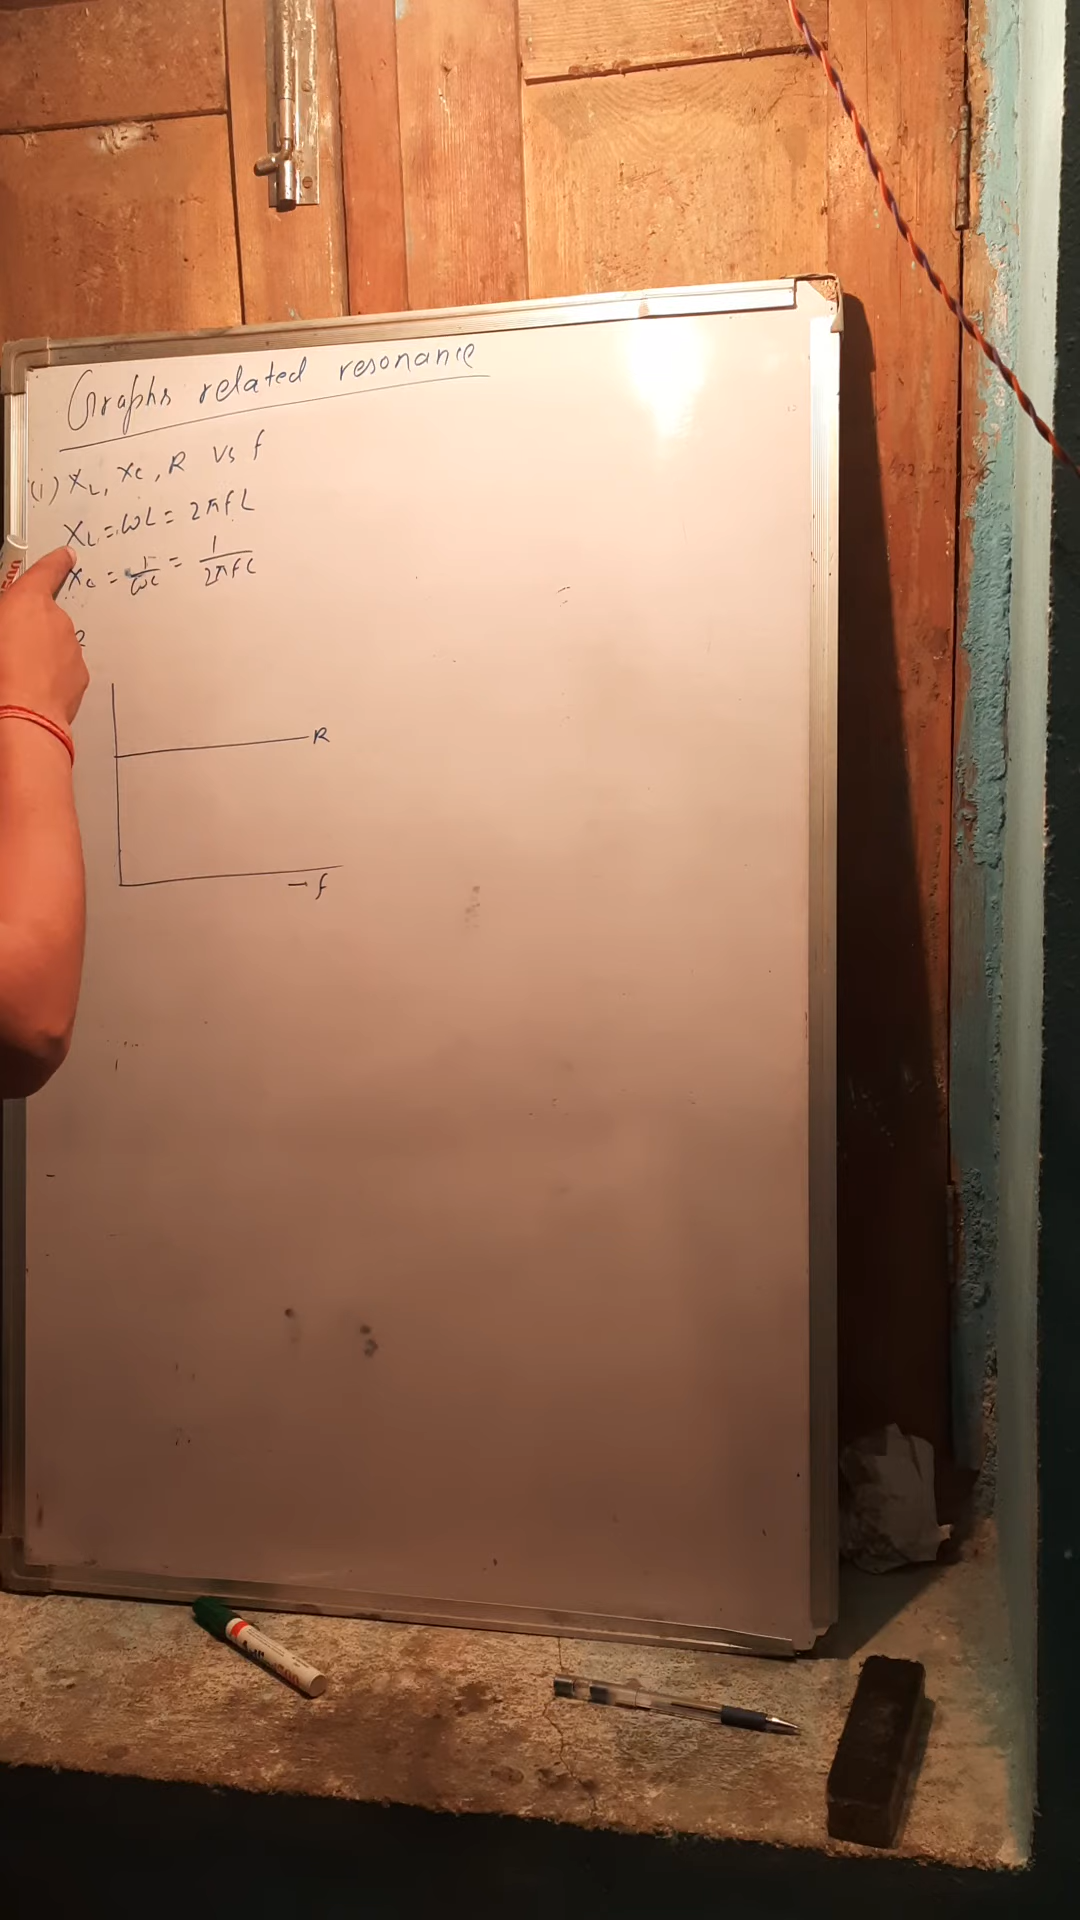 Graphs related resonance
(i) XL, XC, R Vs f
XL = ωL = 2πfL
Xc = 1/ωC = 1/2πfC
R
R
→ f